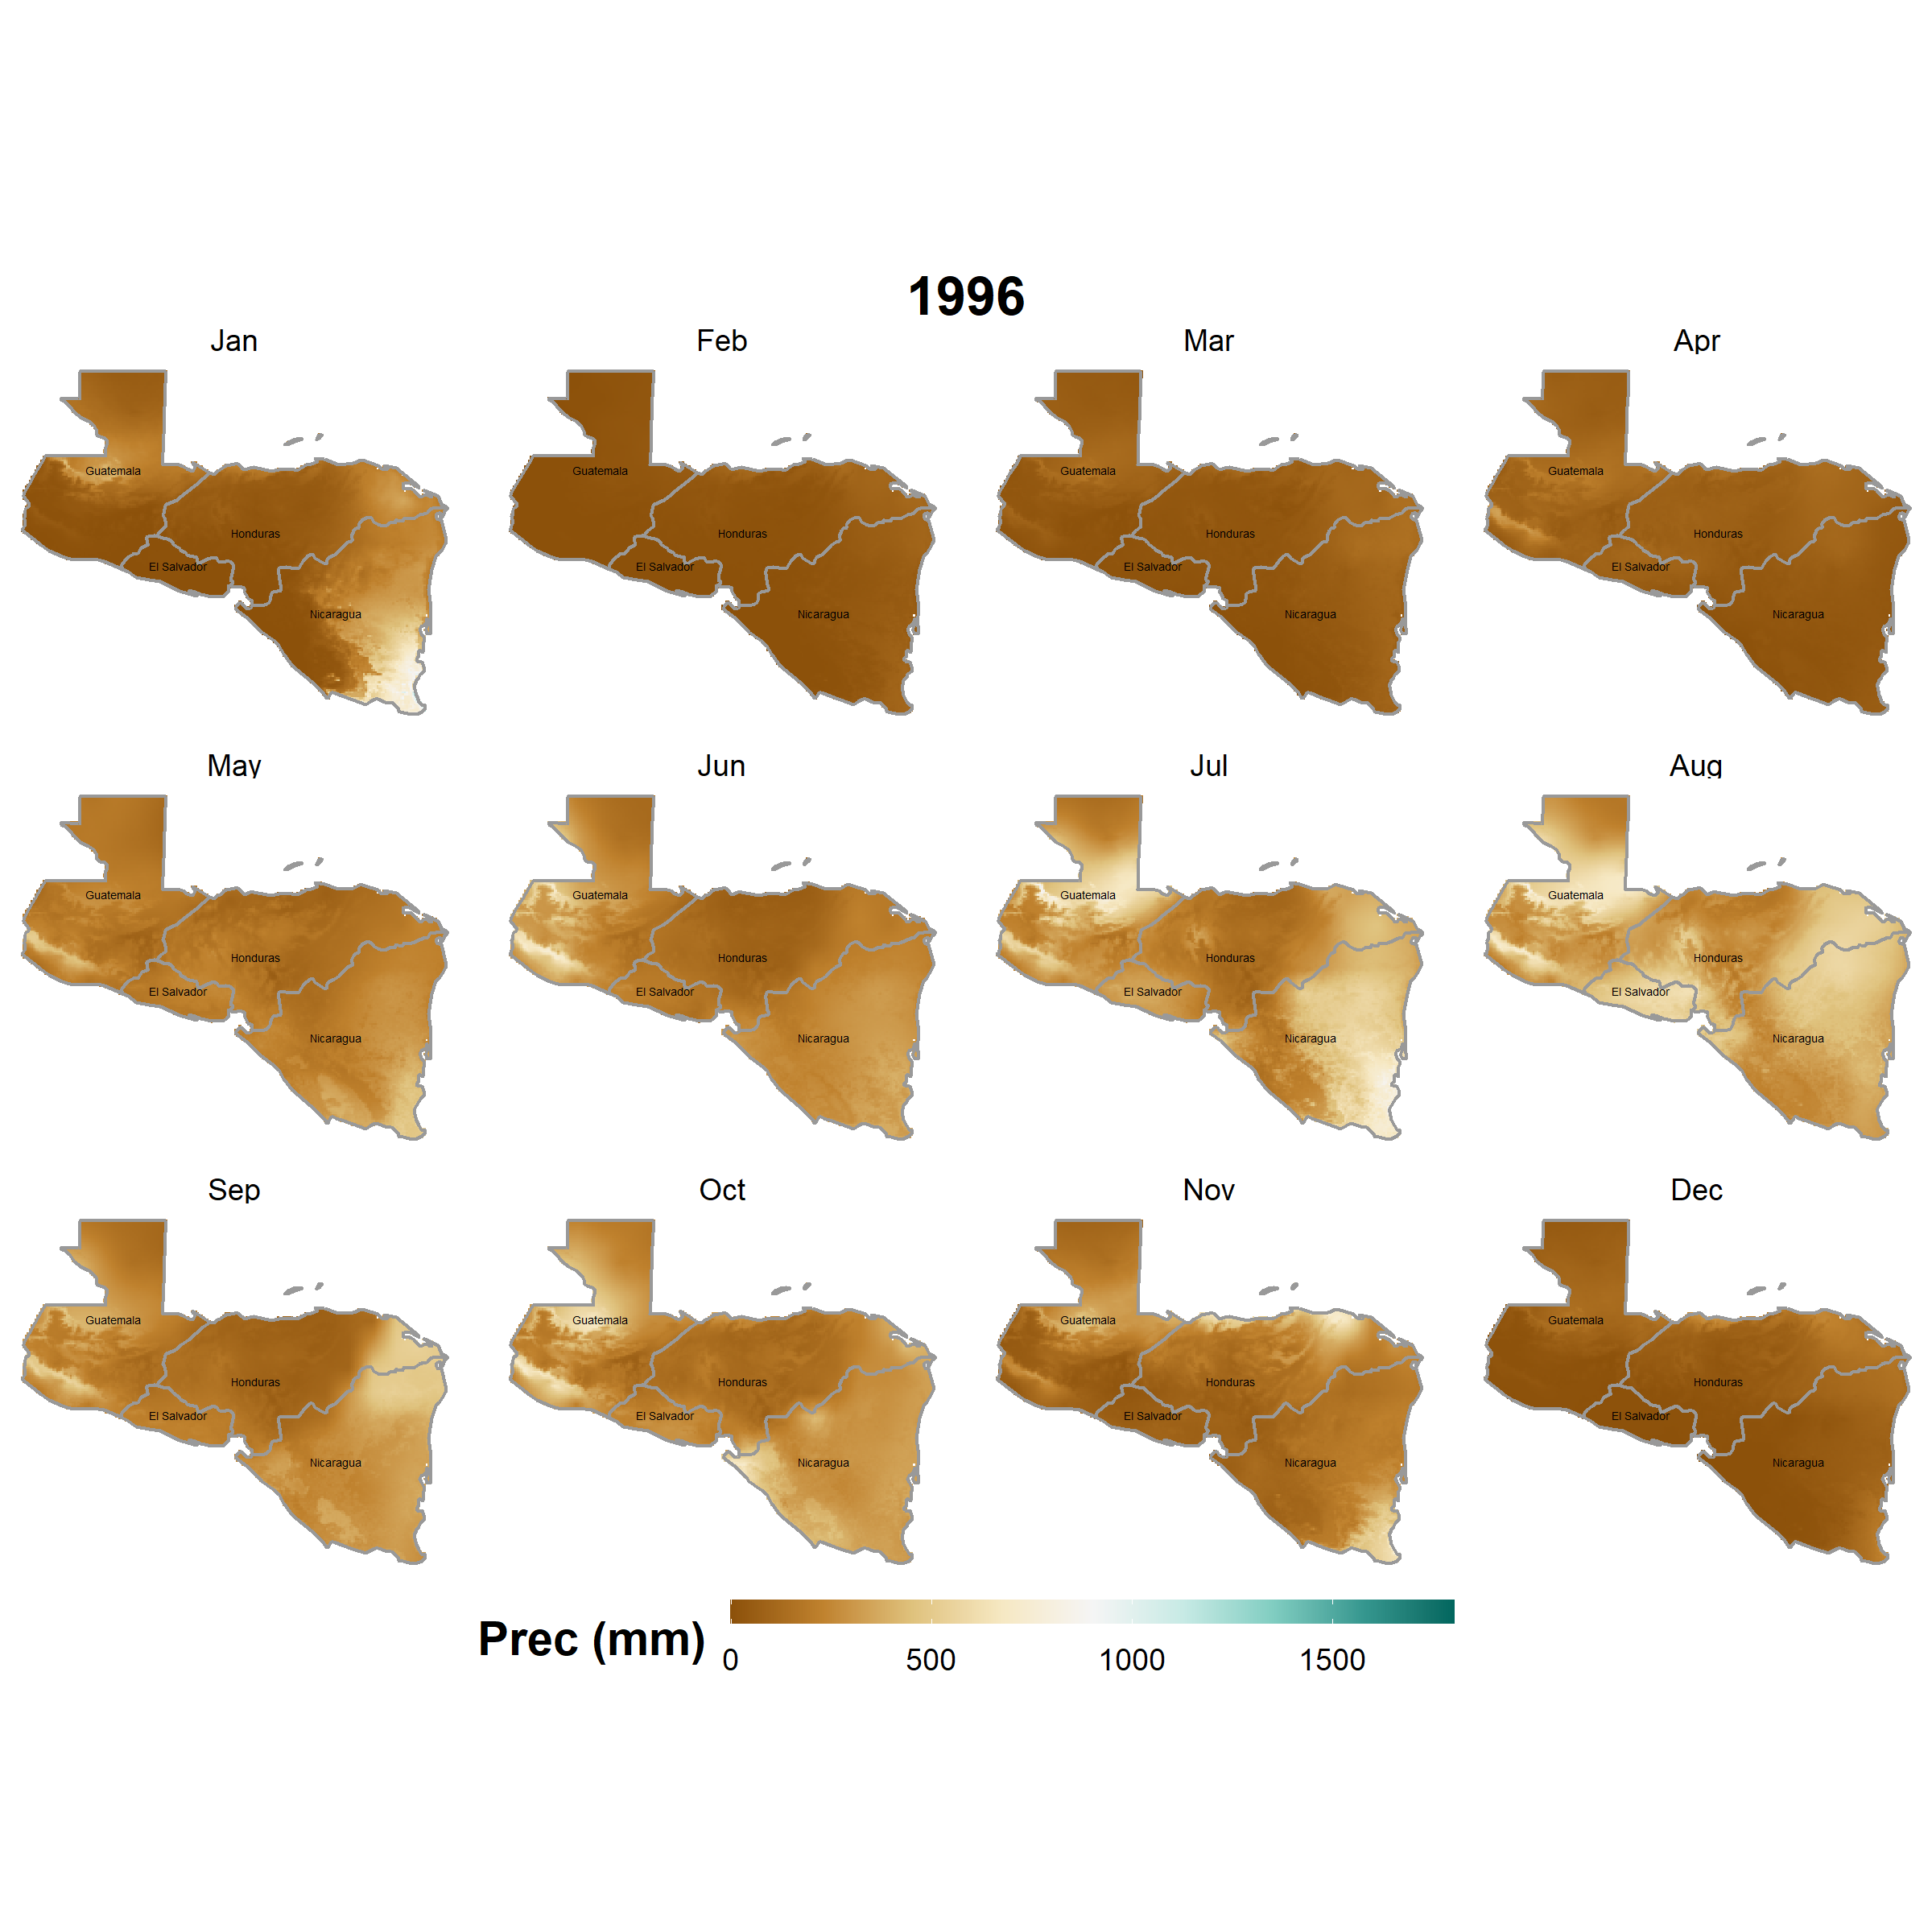 1996
Jan Feb Mar Apr
Guatemala Guatemala Guatemala Guatemala
Honduras Honduras Honduras Honduras
El Salvador El Salvador El Salvador El Salvador
Nicaragua Nicaragua Nicaragua Nicaragua
May Jun Jul Aug
Guatemala Guatemala Guatemala Guatemala
Honduras Honduras Honduras Honduras
El Salvador El Salvador El Salvador El Salvador
Nicaragua Nicaragua Nicaragua Nicaragua
Sep Oct Nov Dec
Guatemala Guatemala Guatemala Guatemala
Honduras Honduras Honduras Honduras
El Salvador El Salvador El Salvador El Salvador
Nicaragua Nicaragua Nicaragua Nicaragua
Prec (mm)
0 500 1000 1500